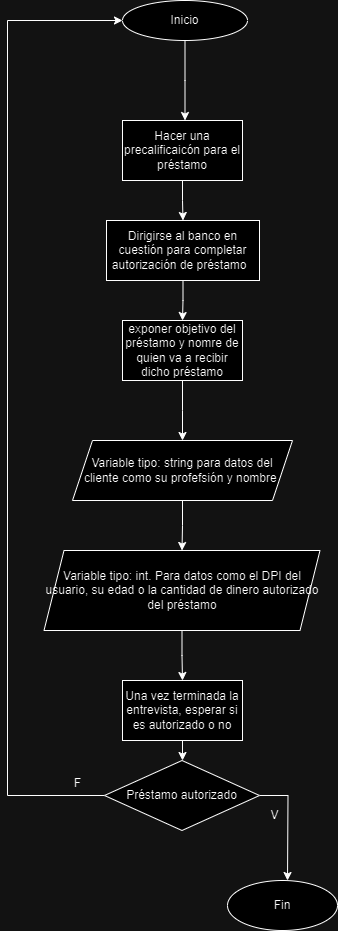 Inicio
Hacer una
precalificaicón para el
préstamo
Dirigirse al banco en
cuestión para completar
autorización de préstamo
exponer objetivo del
préstamo y nomre de
quien va a recibir
dicho préstamo
Variable tipo: string para datos del
cliente como su profefsión y nombre
Variable tipo: int. Para datos como el DPI del
usuario, su edad o la cantidad de dinero autorizado
del préstamo
Una vez terminada la
entrevista, esperar si
es autorizado o no
F
Préstamo autorizado
V
Fin